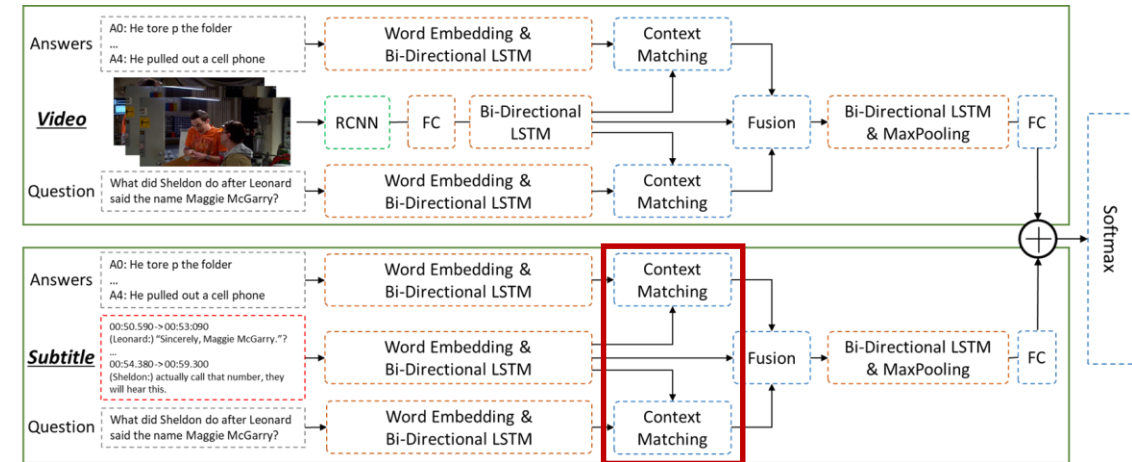 Answers
A0: He tore p the folder
...
A4: He pulled out a cell phone
Word Embedding &
Bi-Directional LSTM
Context
Matching
Video
RCNN
FC
Bi-Directional
LSTM
Fusion
Bi-Directional LSTM
& MaxPooling
FC
Question
What did Sheldon do after Leonard
said the name Maggie McGarry?
Word Embedding &
Bi-Directional LSTM
Context
Matching
Softmax
Answers
A0: He tore p the folder
...
A4: He pulled out a cell phone
Word Embedding &
Bi-Directional LSTM
Context
Matching
Subtitle
00:50.590 -> 00:53:090
(Leonard:) "Sincerely, Maggie McGarry."?
...
00:54.380 -> 00:59.300
(Sheldon:) actually call that number, they
will hear this.
Word Embedding &
Bi-Directional LSTM
Fusion
Bi-Directional LSTM
& MaxPooling
FC
Question
What did Sheldon do after Leonard
said the name Maggie McGarry?
Word Embedding &
Bi-Directional LSTM
Context
Matching